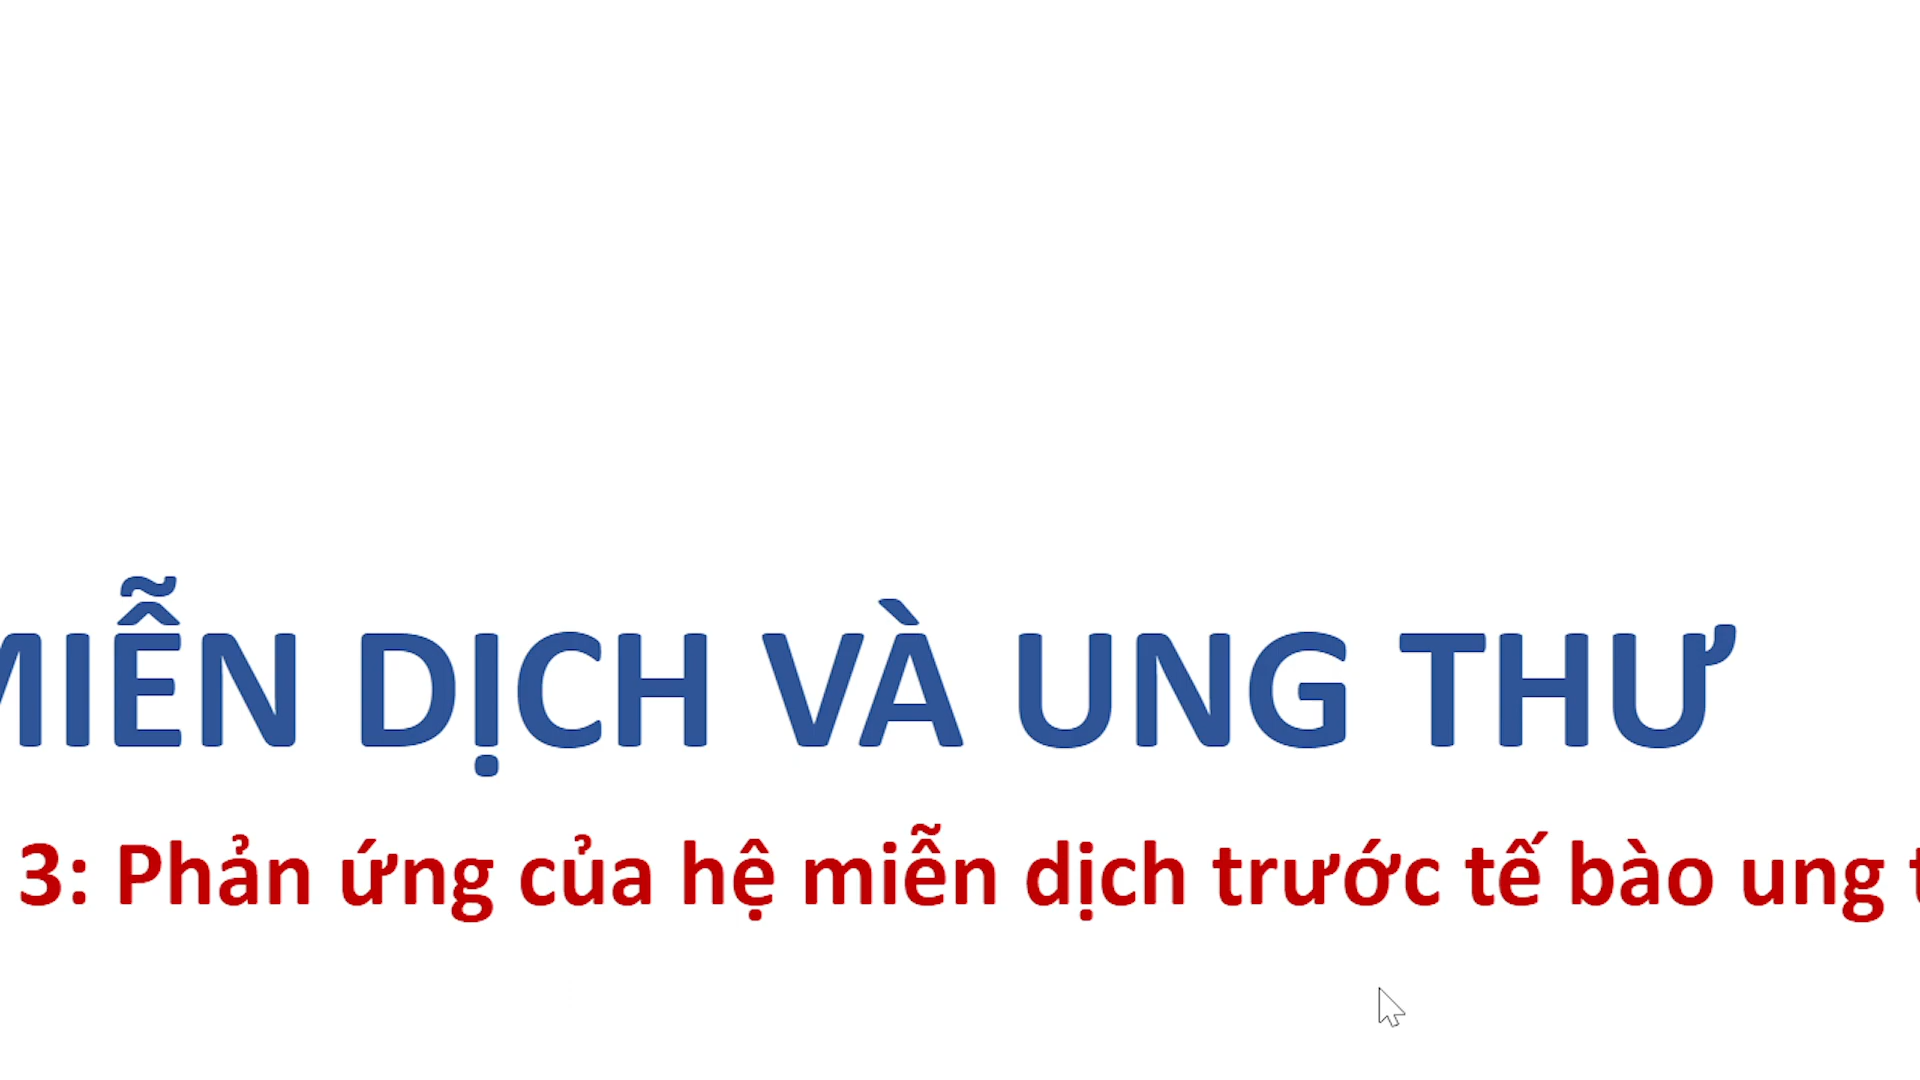 MIỄN DỊCH VÀ UNG THƯ
3: Phản ứng của hệ miễn dịch trước tế bào ung